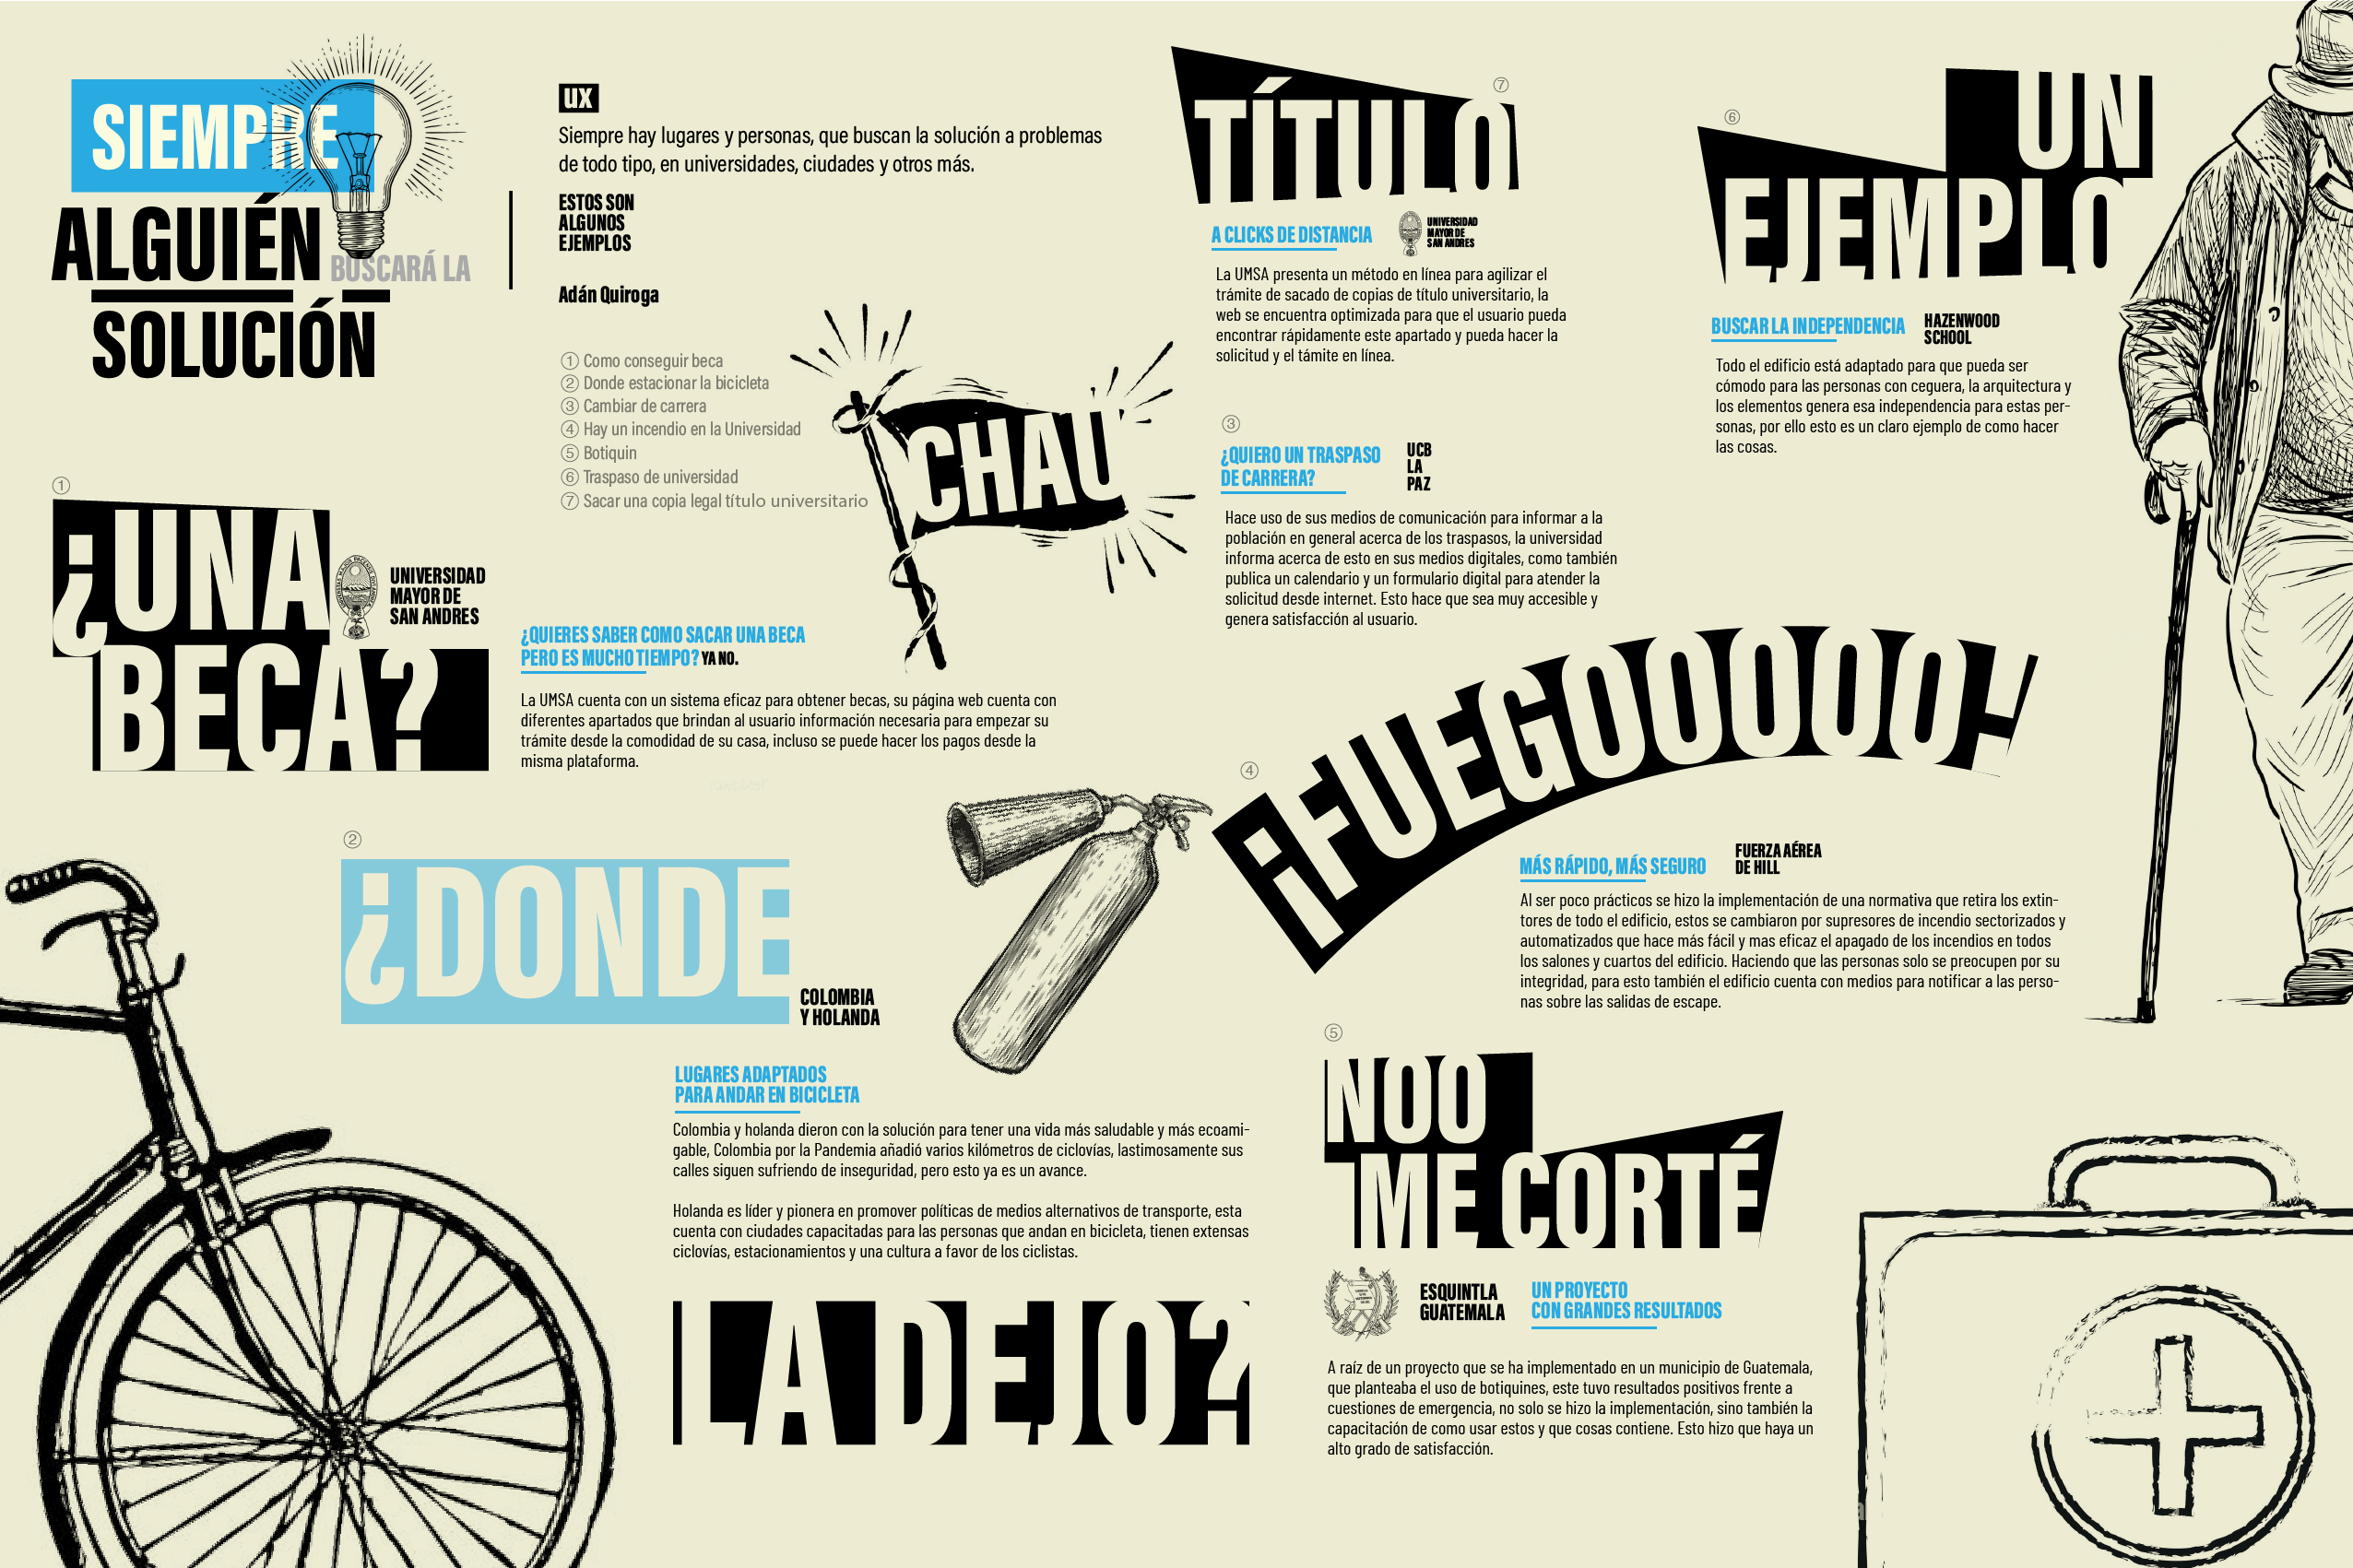 SIEMPRE
ALGUIÉN
BUSCARÁ LA
SOLUCIÓN
UX
Siempre hay lugares y personas, que buscan la solución a problemas
de todo tipo, en universidades, ciudades y otros más.
ESTOS SON
ALGUNOS
EJEMPLOS
Adán Quiroga
① Como conseguir beca
② Donde estacionar la bicicleta
③ Cambiar de carrera
④ Hay un incendio en la Universidad
⑤ Botiquin
⑥ Traspaso de universidad
⑦ Sacar una copia legal título universitario
①
¿UNA
BECA?
UNIVERSIDAD
MAYOR DE
SAN ANDRES
¿QUIERES SABER COMO SACAR UNA BECA
PERO ES MUCHO TIEMPO? YA NO.
La UMSA cuenta con un sistema eficaz para obtener becas, su página web cuenta con
diferentes apartados que brindan al usuario información necesaria para empezar su
trámite desde la comodidad de su casa, incluso se puede hacer los pagos desde la
misma plataforma.
②
¿DONDE
COLOMBIA
Y HOLANDA
LUGARES ADAPTADOS
PARA ANDAR EN BICICLETA
Colombia y holanda dieron con la solución para tener una vida más saludable y más ecoami-
gable, Colombia por la Pandemia añadió varios kilómetros de ciclovías, lastimosamente sus
calles siguen sufriendo de inseguridad, pero esto ya es un avance.
Holanda es líder y pionera en promover políticas de medios alternativos de transporte, esta
cuenta con ciudades capacitadas para las personas que andan en bicicleta, tienen extensas
ciclovías, estacionamientos y una cultura a favor de los ciclistas.
LA DEJO?
CHAU
③
¿QUIERO UN TRASPASO
DE CARRERA?
UCB
LA
PAZ
Hace uso de sus medios de comunicación para informar a la
población en general acerca de los traspasos, la universidad
informa acerca de esto en sus medios digitales, como también
publica un calendario y un formulario digital para atender la
solicitud desde internet. Esto hace que sea muy accesible y
genera satisfacción al usuario.
⑦
TÍTULO
A CLICKS DE DISTANCIA
UNIVERSIDAD
MAYOR DE
SAN ANDRES
La UMSA presenta un método en línea para agilizar el
trámite de sacado de copias de título universitario, la
web se encuentra optimizada para que el usuario pueda
encontrar rápidamente este apartado y pueda hacer la
solicitud y el támite en línea.
⑥
UN
EJEMPLO
BUSCAR LA INDEPENDENCIA
HAZENWOOD
SCHOOL
Todo el edificio está adaptado para que pueda ser
cómodo para las personas con ceguera, la arquitectura y
los elementos genera esa independencia para estas per-
sonas, por ello esto es un claro ejemplo de como hacer
las cosas.
④
¡FUEGOOOOO!
MÁS RÁPIDO, MÁS SEGURO
FUERZA AÉREA
DE HILL
Al ser poco prácticos se hizo la implementación de una normativa que retira los extin-
tores de todo el edificio, estos se cambiaron por supresores de incendio sectorizados y
automatizados que hace más fácil y mas eficaz el apagado de los incendios en todos
los salones y cuartos del edificio. Haciendo que las personas solo se preocupen por su
integridad, para esto también el edificio cuenta con medios para notificar a las perso-
nas sobre las salidas de escape.
⑤
NOO
ME CORTÉ
ESQUINTLA
GUATEMALA
UN PROYECTO
CON GRANDES RESULTADOS
A raíz de un proyecto que se ha implementado en un municipio de Guatemala,
que planteaba el uso de botiquines, este tuvo resultados positivos frente a
cuestiones de emergencia, no solo se hizo la implementación, sino también la
capacitación de como usar estos y que cosas contiene. Esto hizo que haya un
alto grado de satisfacción.